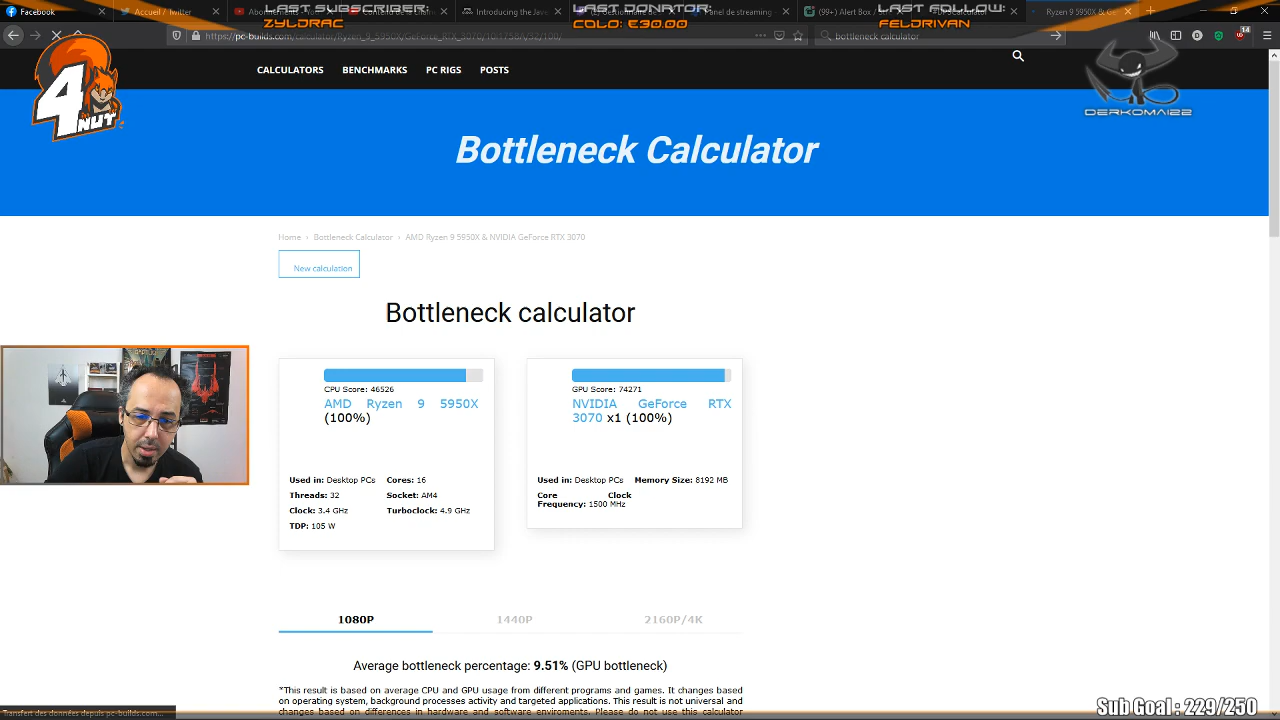 LAST SUBSCRIBER:
ZYLDRAC
LAST DONATOR
COLO: £30.00
LAST FOLLOW:
FELDRIVAN
Facebook
Accueil / Twitter
Introducing the Jav
Panel de streaming
Ryzen 9 5950X & Ge
bottleneck calculator
14
CALCULATORS
BENCHMARKS
PC RIGS
POSTS
4
NUT
DERKOMAI22
Bottleneck Calculator
Home › Bottleneck Calculator › AMD Ryzen 9 5950X & NVIDIA GeForce RTX 3070
New calculation
Bottleneck calculator
CPU Score: 46526
AMD Ryzen 9 5950X
(100%)
Used in: Desktop PCs
Cores: 16
Threads: 32
Socket: AM4
Clock: 3.4 GHz
Turboclock: 4.9 GHz
TDP: 105 W
GPU Score: 74271
NVIDIA GeForce RTX
3070 x1 (100%)
Used in: Desktop PCs
Memory Size: 8192 MB
Core Clock
Frequency: 1500 MHz
1080P
1440P
2160P/4K
Average bottleneck percentage: 9.51% (GPU bottleneck)
*This result is based on average CPU and GPU usage from different programs and games. It changes based
on operating system, background processes activity and targeted applications. This result is not universal and
changes based on differences in hardware and software enviroments. Please do not use this calculator
Transfert des données depuis pc-builds.com...
Sub Goal : 229/250